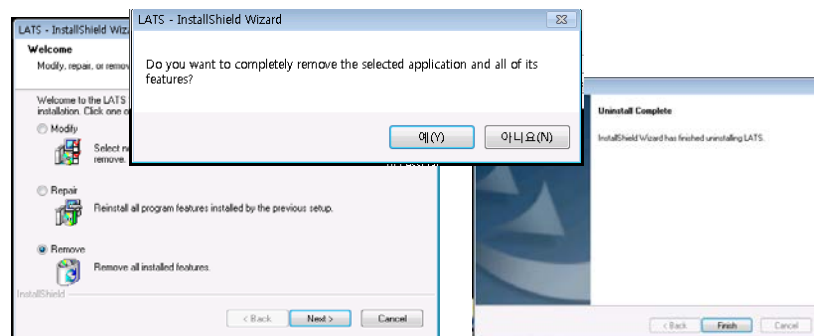 LATS - InstallShield Wiz
Welcome
Modify, repair, or remov
Welcome to the LATS
installation. Click one o
Modify
Select n
remove.
Repair
Reinstall all program features installed by the previous setup.
Remove
Remove all installed features.
InstallShield
< Back
Next >
Cancel
LATS - InstallShield Wizard
Do you want to completely remove the selected application and all of its
features?
예(Y)
아니요(N)
Uninstall Complete
InstallShield Wizard has finished uninstalling LATS.
< Back
Finish
Cancel